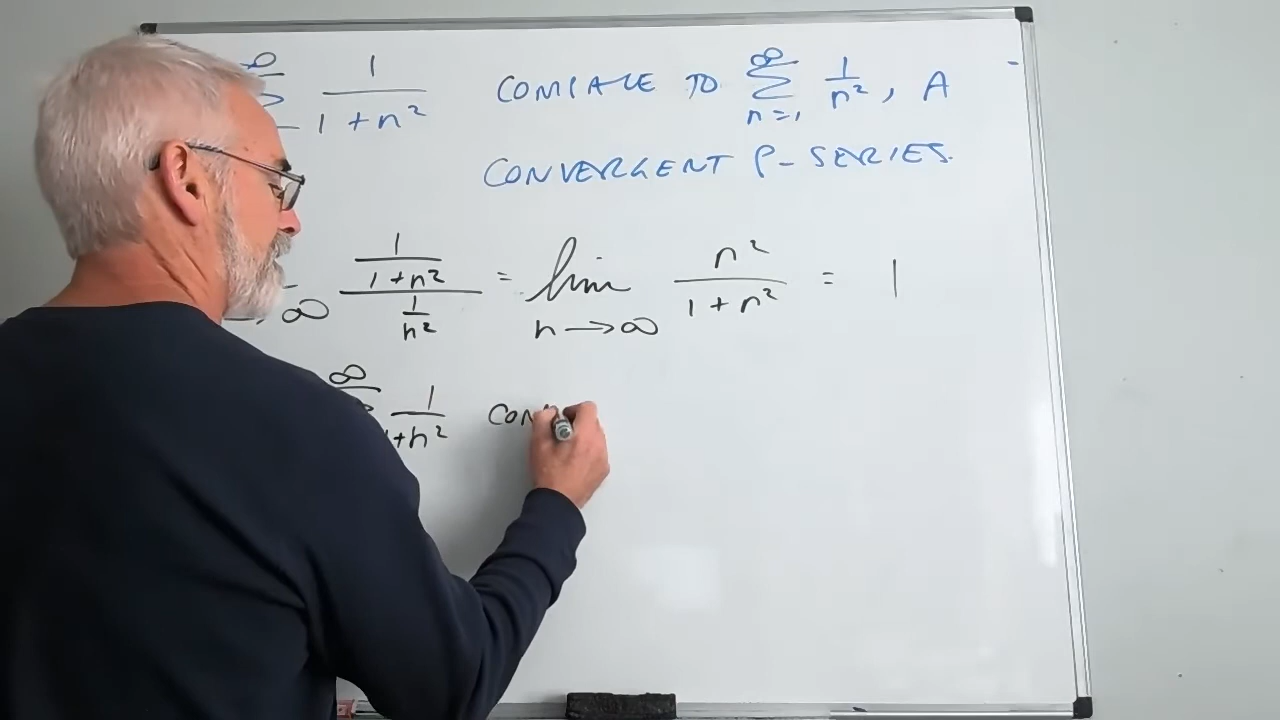 ∞ Σ 1/(1+n²) COMPARE TO ∞ Σ n=1 1/n², A
CONVERGENT P-SERIES.
→∞ (1/(1+n²))/(1/n²) = lim n→∞ n²/(1+n²) = 1
∞ Σ 1/(1+n²) CON